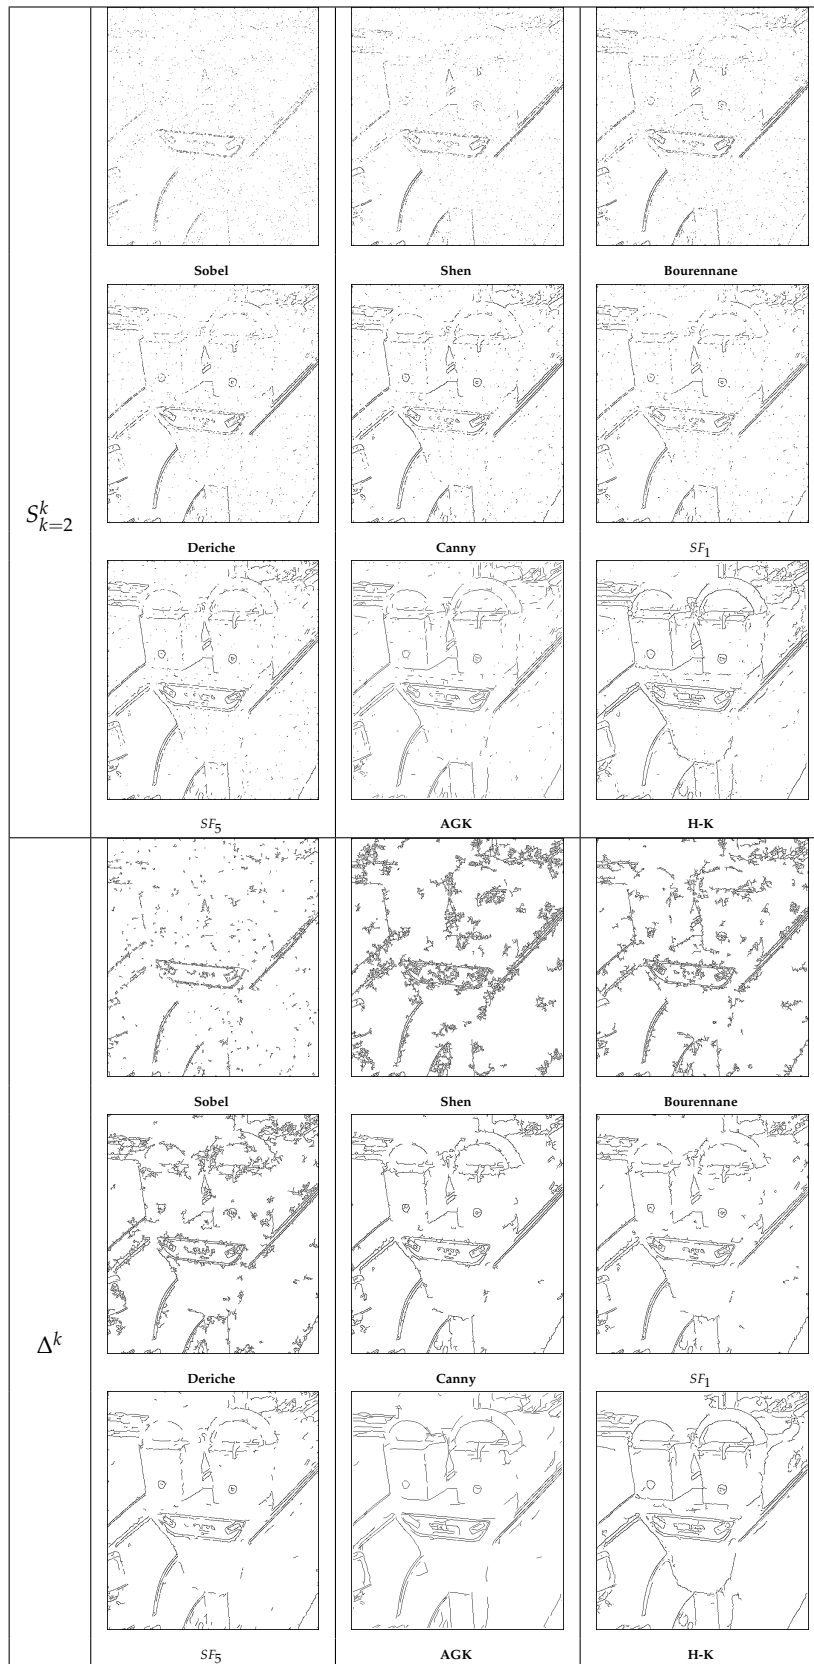 Sobel Shen Bourennane
Deriche Canny SF₁
S^k_{k=2}
SF₅ AGK H-K
Sobel Shen Bourennane
Deriche Canny SF₁
Δ^k
SF₅ AGK H-K